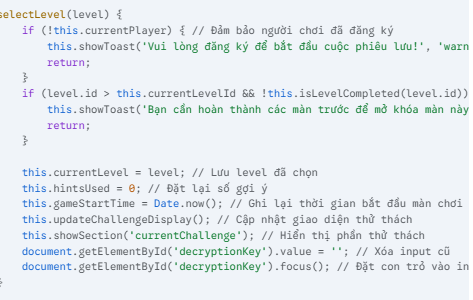 selectLevel(level) {
if (!this.currentPlayer) { // Đảm bảo người chơi đã đăng ký
this.showToast('Vui lòng đăng ký để bắt đầu cuộc phiêu lưu!', 'warn
return;
}
if (level.id > this.currentLevelId && !this.isLevelCompleted(level.id))
this.showToast('Bạn cần hoàn thành các màn trước để mở khóa màn này
return;
}
this.currentLevel = level; // Lưu level đã chọn
this.hintsUsed = 0; // Đặt lại số gợi ý
this.gameStartTime = Date.now(); // Ghi lại thời gian bắt đầu màn chơi
this.updateChallengeDisplay(); // Cập nhật giao diện thử thách
this.showSection('currentChallenge'); // Hiển thị phần thử thách
document.getElementById('decryptionKey').value = ''; // Xóa input cũ
document.getElementById('decryptionKey').focus(); // Đặt con trỏ vào in
}